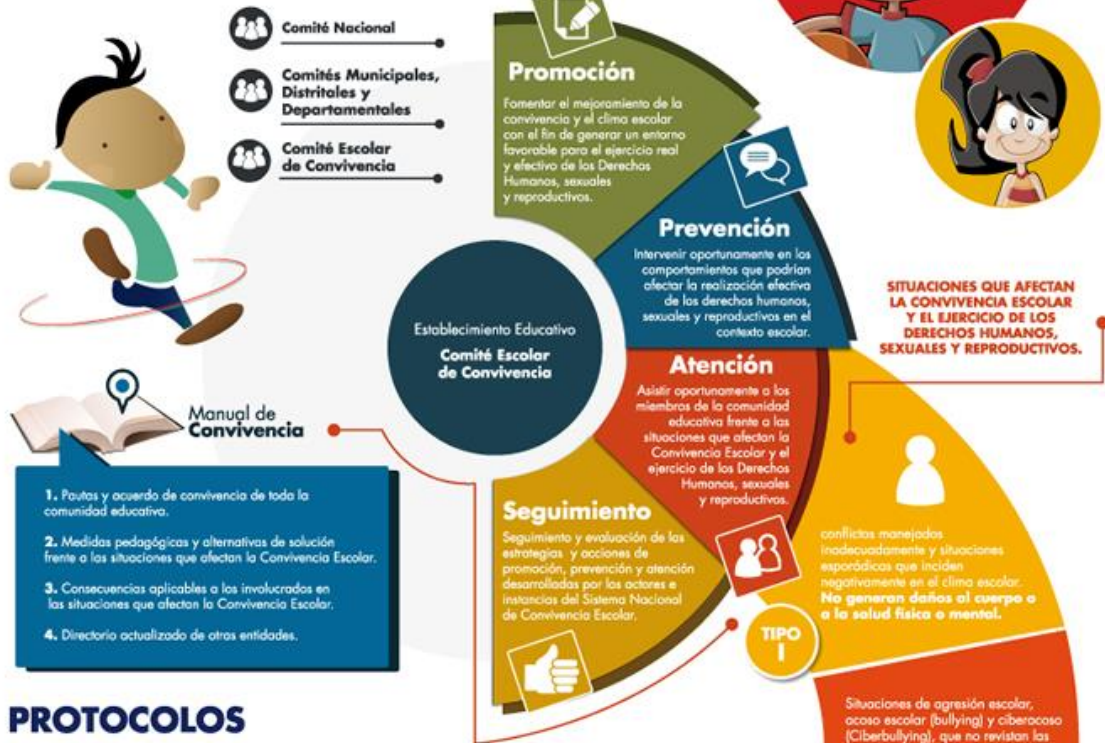 Comité Nacional
Comités Municipales,
Distritales y
Departamentales
Comité Escolar
de Convivencia
Promoción
Fomentar el mejoramiento de la
convivencia y el clima escolar
con el fin de generar un entorno
favorable para el ejercicio real
y efectivo de los Derechos
Humanos, sexuales
y reproductivos.
Prevención
Intervenir oportunamente en los
comportamientos que podrían
afectar la realización efectiva
de los derechos humanos,
sexuales y reproductivos en el
contexto escolar.
SITUACIONES QUE AFECTAN
LA CONVIVENCIA ESCOLAR
Y EL EJERCICIO DE LOS
DERECHOS HUMANOS,
SEXUALES Y REPRODUCTIVOS.
Establecimiento Educativo
Comité Escolar
de Convivencia
Atención
Asistir oportunamente a los
miembros de la comunidad
educativa frente a las
situaciones que afectan la
Convivencia Escolar y el
ejercicio de los Derechos
Humanos, sexuales
y reproductivos.
Manual de
Convivencia
1. Pautas y acuerdo de convivencia de toda la
comunidad educativa.
2. Medidas pedagógicas y alternativas de solución
frente a las situaciones que afectan la Convivencia Escolar.
3. Consecuencias aplicables a los involucrados en
las situaciones que afectan la Convivencia Escolar.
4. Directorio actualizado de otras entidades.
Seguimiento
Seguimiento y evaluación de las
estrategias y acciones de
promoción, prevención y atención
desarrolladas por los actores e
instancias del Sistema Nacional
de Convivencia Escolar.
conflictos manejados
inadecuadamente y situaciones
esporádicas que inciden
negativamente en el clima escolar.
No generan daños al cuerpo o
a la salud física o mental.
TIPO
I
Situaciones de agresión escolar,
acoso escolar (bullying) y ciberacoso
(Ciberbullying), que no revistan las
PROTOCOLOS